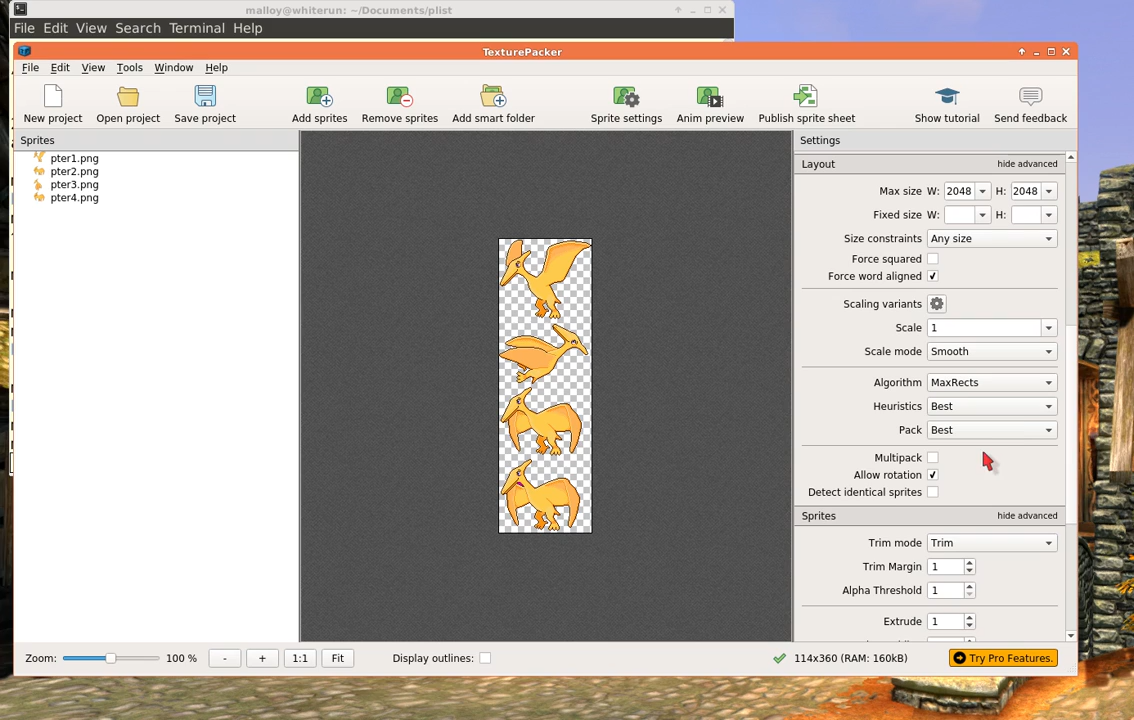 malloy@whiterun: ~/Documents/plist
File Edit View Search Terminal Help
TexturePacker
File Edit View Tools Window Help
New project Open project Save project Add sprites Remove sprites Add smart folder Sprite settings Anim preview Publish sprite sheet Show tutorial Send feedback
Sprites
pter1.png
pter2.png
pter3.png
pter4.png
Settings
Layout hide advanced
Max size W: 2048 H: 2048
Fixed size W: H:
Size constraints Any size
Force squared
Force word aligned
Scaling variants
Scale 1
Scale mode Smooth
Algorithm MaxRects
Heuristics Best
Pack Best
Multipack
Allow rotation
Detect identical sprites
Sprites hide advanced
Trim mode Trim
Trim Margin 1
Alpha Threshold 1
Extrude 1
Zoom: 100 % - + 1:1 Fit Display outlines: 114x360 (RAM: 160kB) Try Pro Features.